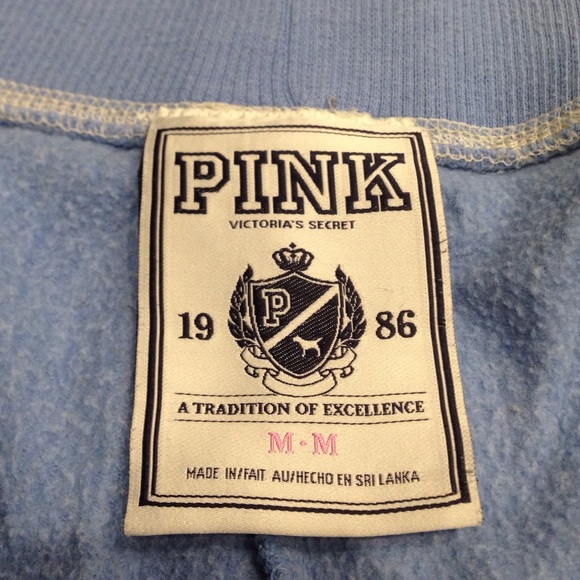 PINK
VICTORIA'S SECRET
P
19 86
A TRADITION OF EXCELLENCE
M·M
MADE IN/FAIT AU/HECHO EN SRI LANKA